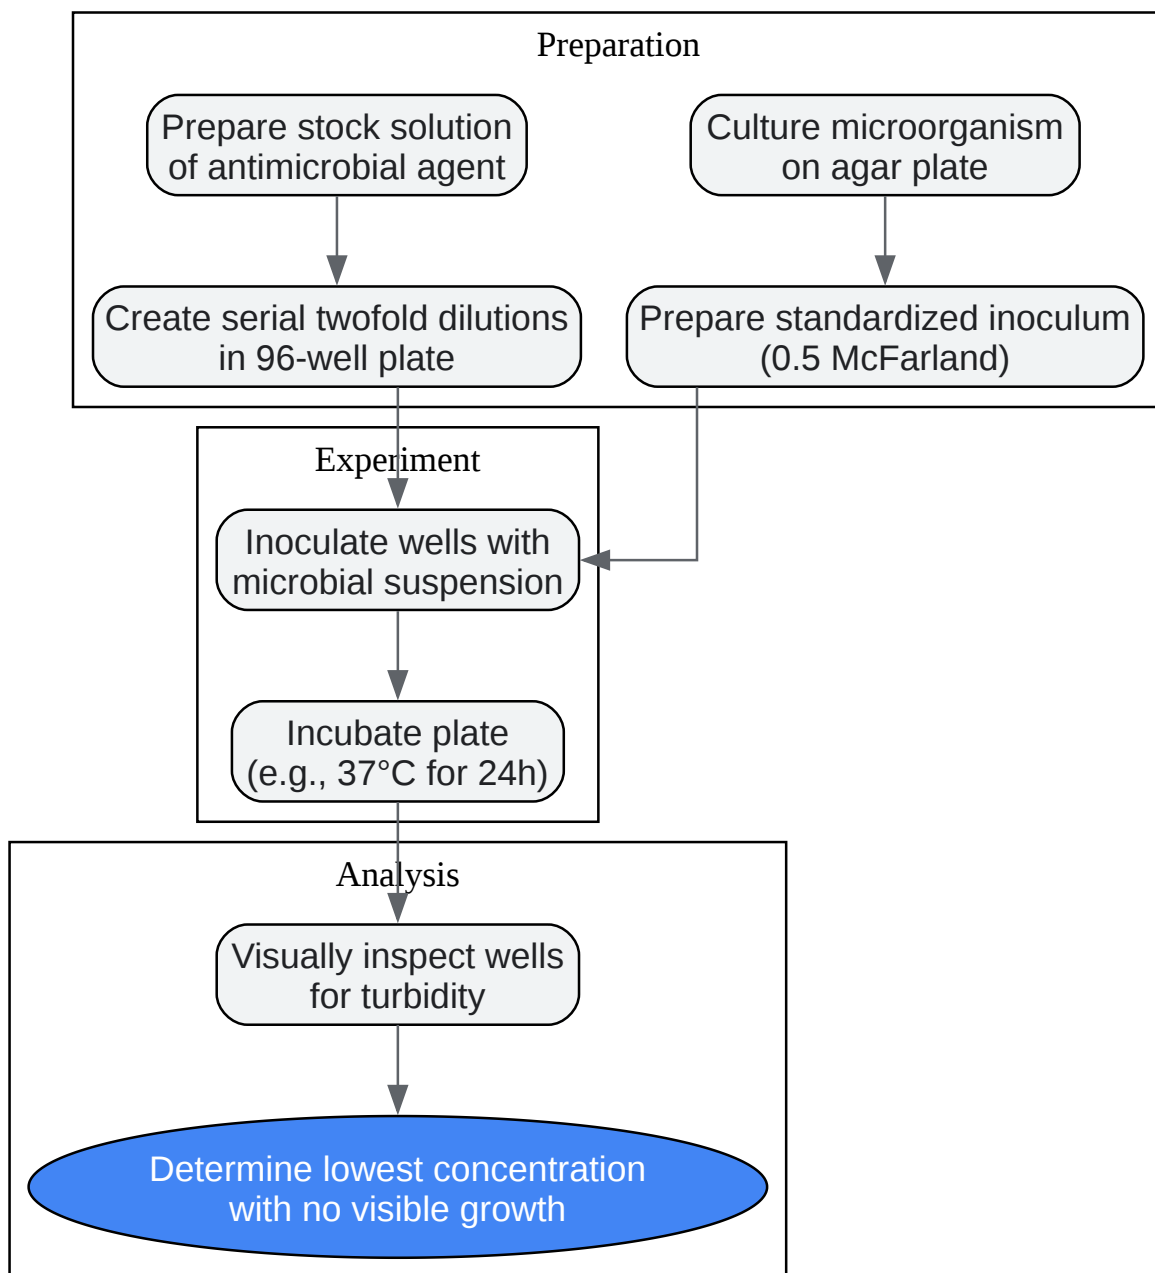 Preparation
Prepare stock solution
of antimicrobial agent
Culture microorganism
on agar plate
Create serial twofold dilutions
in 96-well plate
Prepare standardized inoculum
(0.5 McFarland)
Experiment
Inoculate wells with
microbial suspension
Incubate plate
(e.g., 37°C for 24h)
Analysis
Visually inspect wells
for turbidity
Determine lowest concentration
with no visible growth